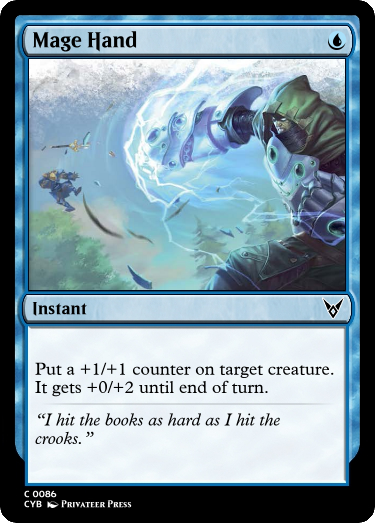 Mage Hand
Instant
Put a +1/+1 counter on target creature.
It gets +0/+2 until end of turn.
“I hit the books as hard as I hit the
crooks.”
C 0086
CYB Privateer Press